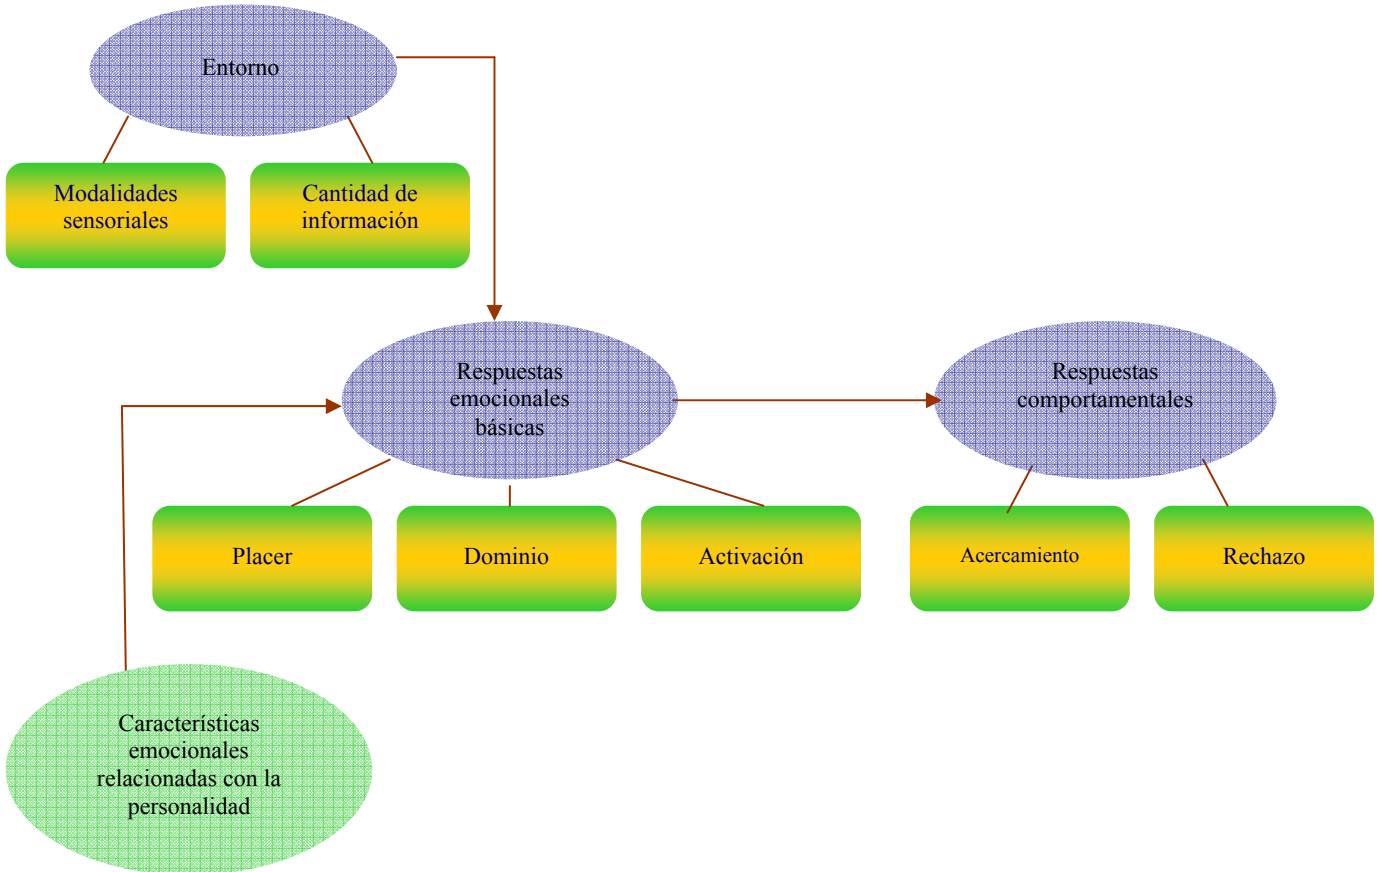 Entorno
Modalidades
sensoriales
Cantidad de
información
Respuestas
emocionales
básicas
Respuestas
comportamentales
Placer
Dominio
Activación
Acercamiento
Rechazo
Característícas
emocionales
relacionadas con la
personalidad